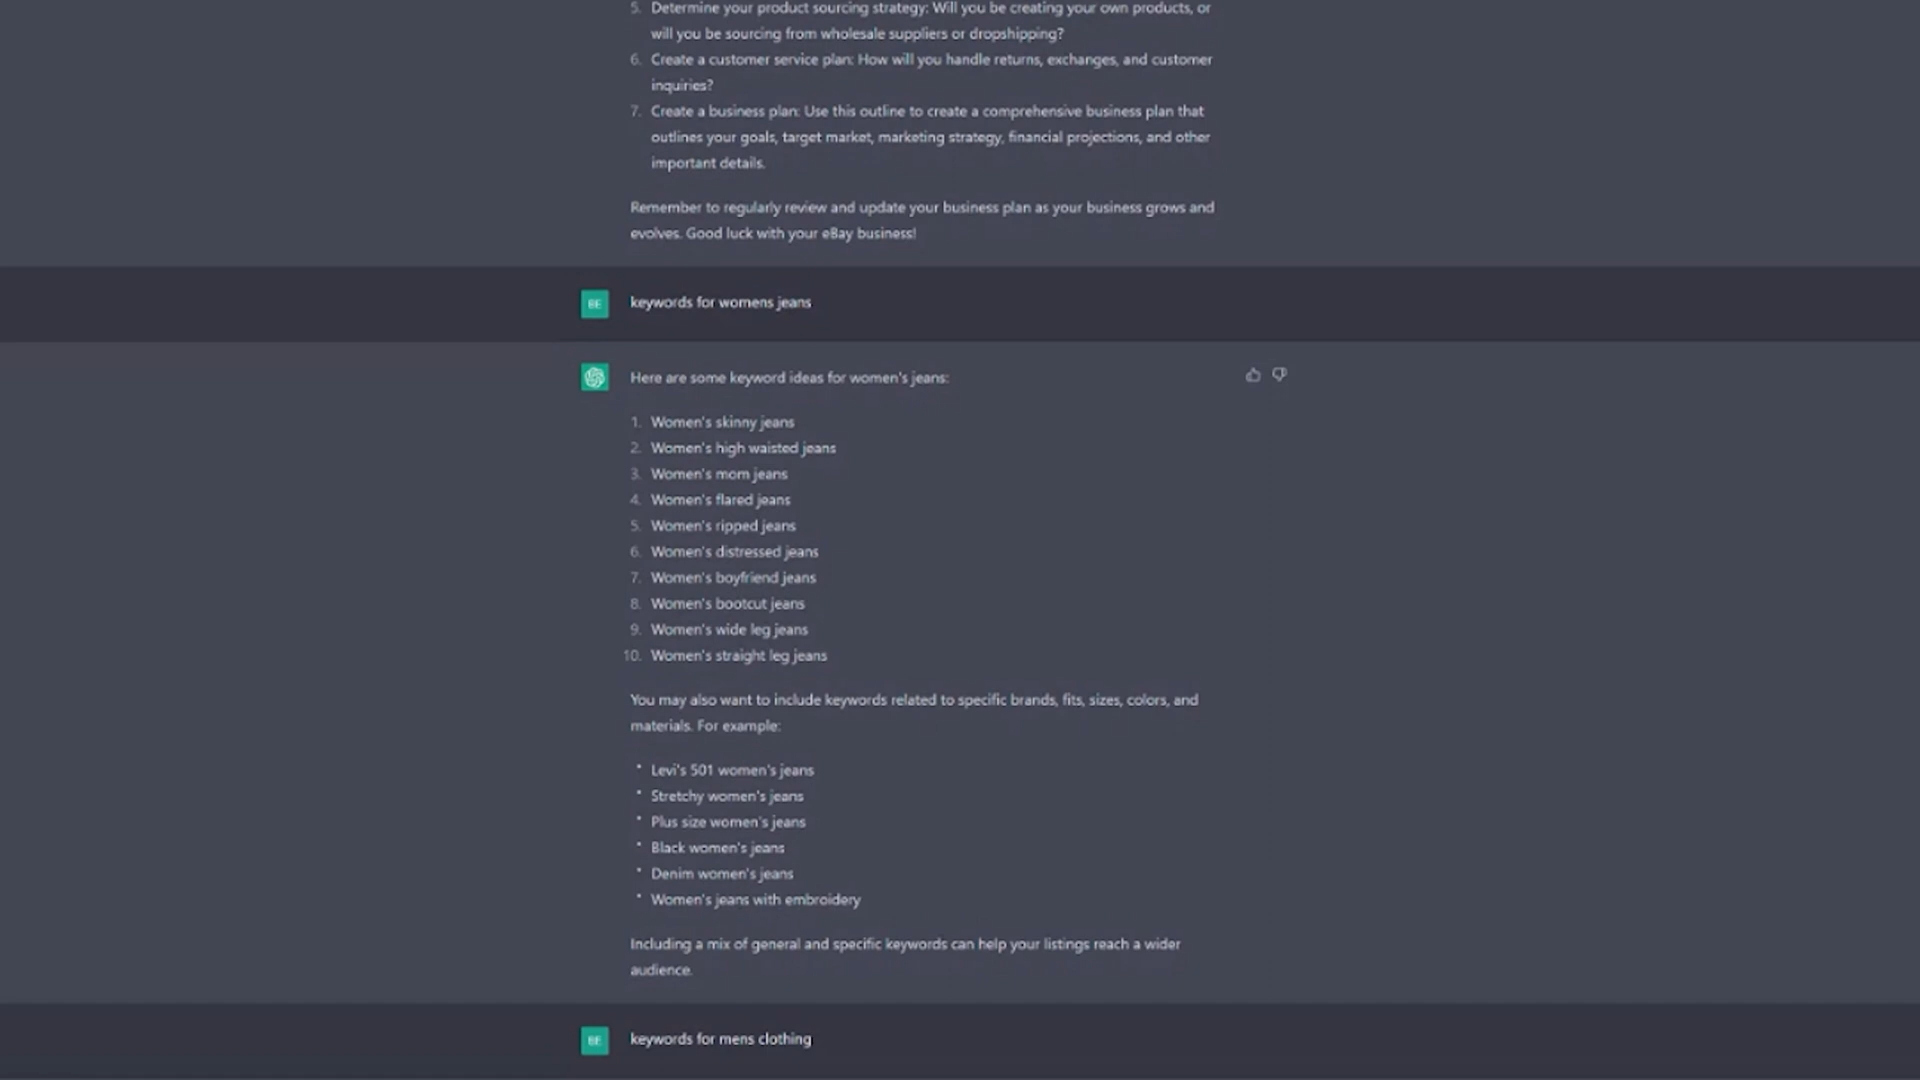 5. Determine your product sourcing strategy: Will you be creating your own products, or
will you be sourcing from wholesale suppliers or dropshipping?
6. Create a customer service plan: How will you handle returns, exchanges, and customer
inquiries?
7. Create a business plan: Use this outline to create a comprehensive business plan that
outlines your goals, target market, marketing strategy, financial projections, and other
important details.
Remember to regularly review and update your business plan as your business grows and
evolves. Good luck with your eBay business!
BE keywords for womens jeans
Here are some keyword ideas for women's jeans:
1. Women's skinny jeans
2. Women's high waisted jeans
3. Women's mom jeans
4. Women's flared jeans
5. Women's ripped jeans
6. Women's distressed jeans
7. Women's boyfriend jeans
8. Women's bootcut jeans
9. Women's wide leg jeans
10. Women's straight leg jeans
You may also want to include keywords related to specific brands, fits, sizes, colors, and
materials. For example:
• Levi's 501 women's jeans
• Stretchy women's jeans
• Plus size women's jeans
• Black women's jeans
• Denim women's jeans
• Women's jeans with embroidery
Including a mix of general and specific keywords can help your listings reach a wider
audience.
BE keywords for mens clothing